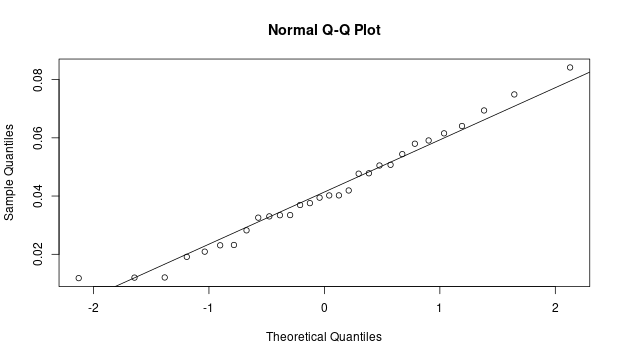 Normal Q-Q Plot
Sample Quantiles
0.08
0.06
0.04
0.02
-2 -1 0 1 2
Theoretical Quantiles